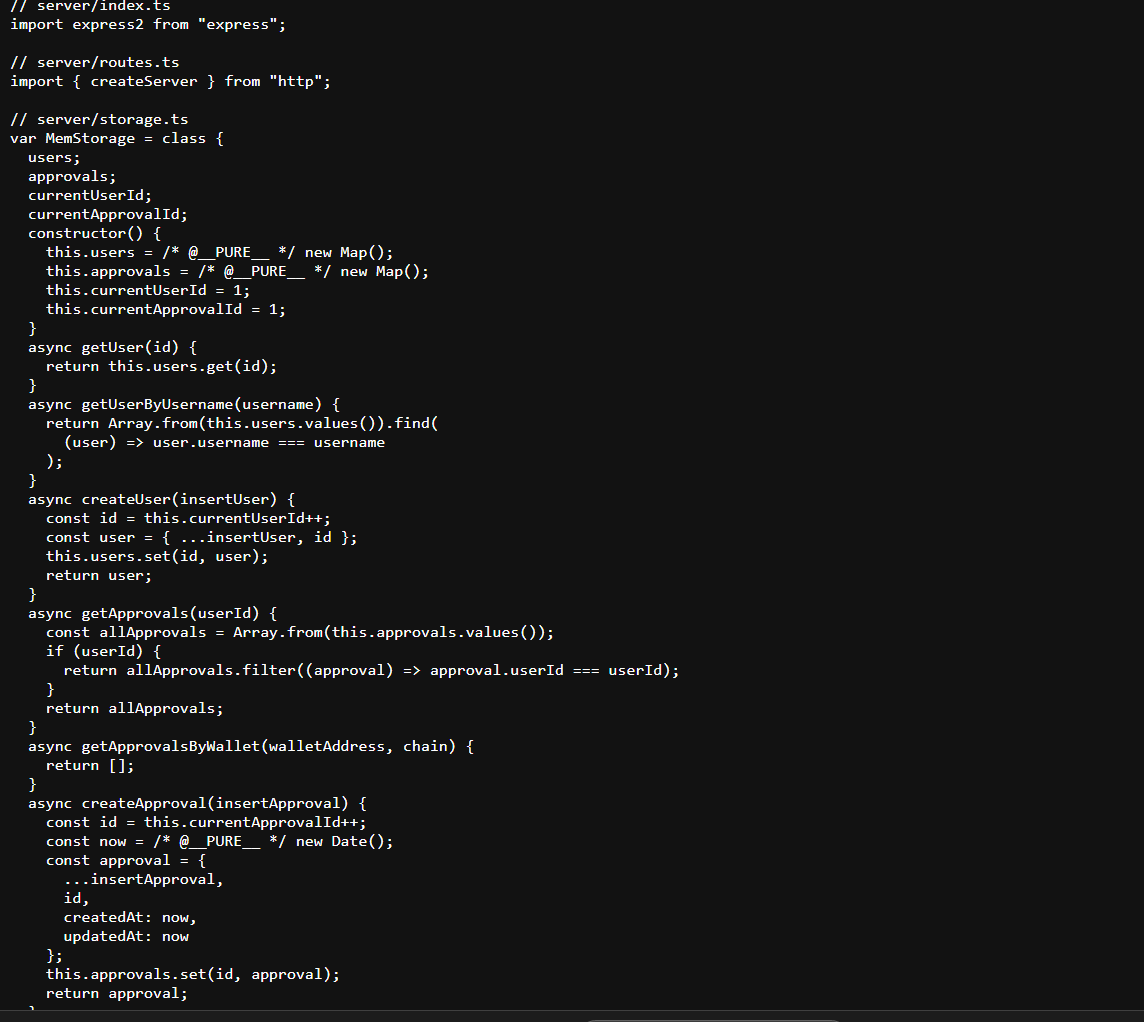 // server/index.ts
import express2 from "express";

// server/routes.ts
import { createServer } from "http";

// server/storage.ts
var MemStorage = class {
  users;
  approvals;
  currentUserId;
  currentApprovalId;
  constructor() {
    this.users = /* @__PURE__ */ new Map();
    this.approvals = /* @__PURE__ */ new Map();
    this.currentUserId = 1;
    this.currentApprovalId = 1;
  }
  async getUser(id) {
    return this.users.get(id);
  }
  async getUserByUsername(username) {
    return Array.from(this.users.values()).find(
      (user) => user.username === username
    );
  }
  async createUser(insertUser) {
    const id = this.currentUserId++;
    const user = { ...insertUser, id };
    this.users.set(id, user);
    return user;
  }
  async getApprovals(userId) {
    const allApprovals = Array.from(this.approvals.values());
    if (userId) {
      return allApprovals.filter((approval) => approval.userId === userId);
    }
    return allApprovals;
  }
  async getApprovalsByWallet(walletAddress, chain) {
    return [];
  }
  async createApproval(insertApproval) {
    const id = this.currentApprovalId++;
    const now = /* @__PURE__ */ new Date();
    const approval = {
      ...insertApproval,
      id,
      createdAt: now,
      updatedAt: now
    };
    this.approvals.set(id, approval);
    return approval;
  }